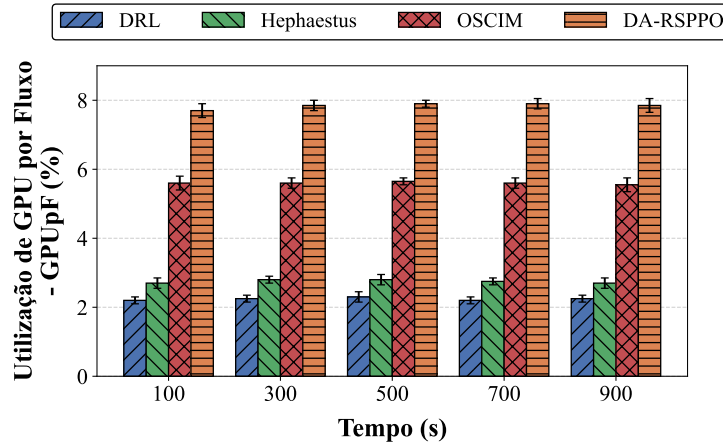 DRL Hephaestus OSCIM DA-RSPPO
Utilização de GPU por Fluxo
- GPUpF (%)
8
6
4
2
0
100 300 500 700 900
Tempo (s)